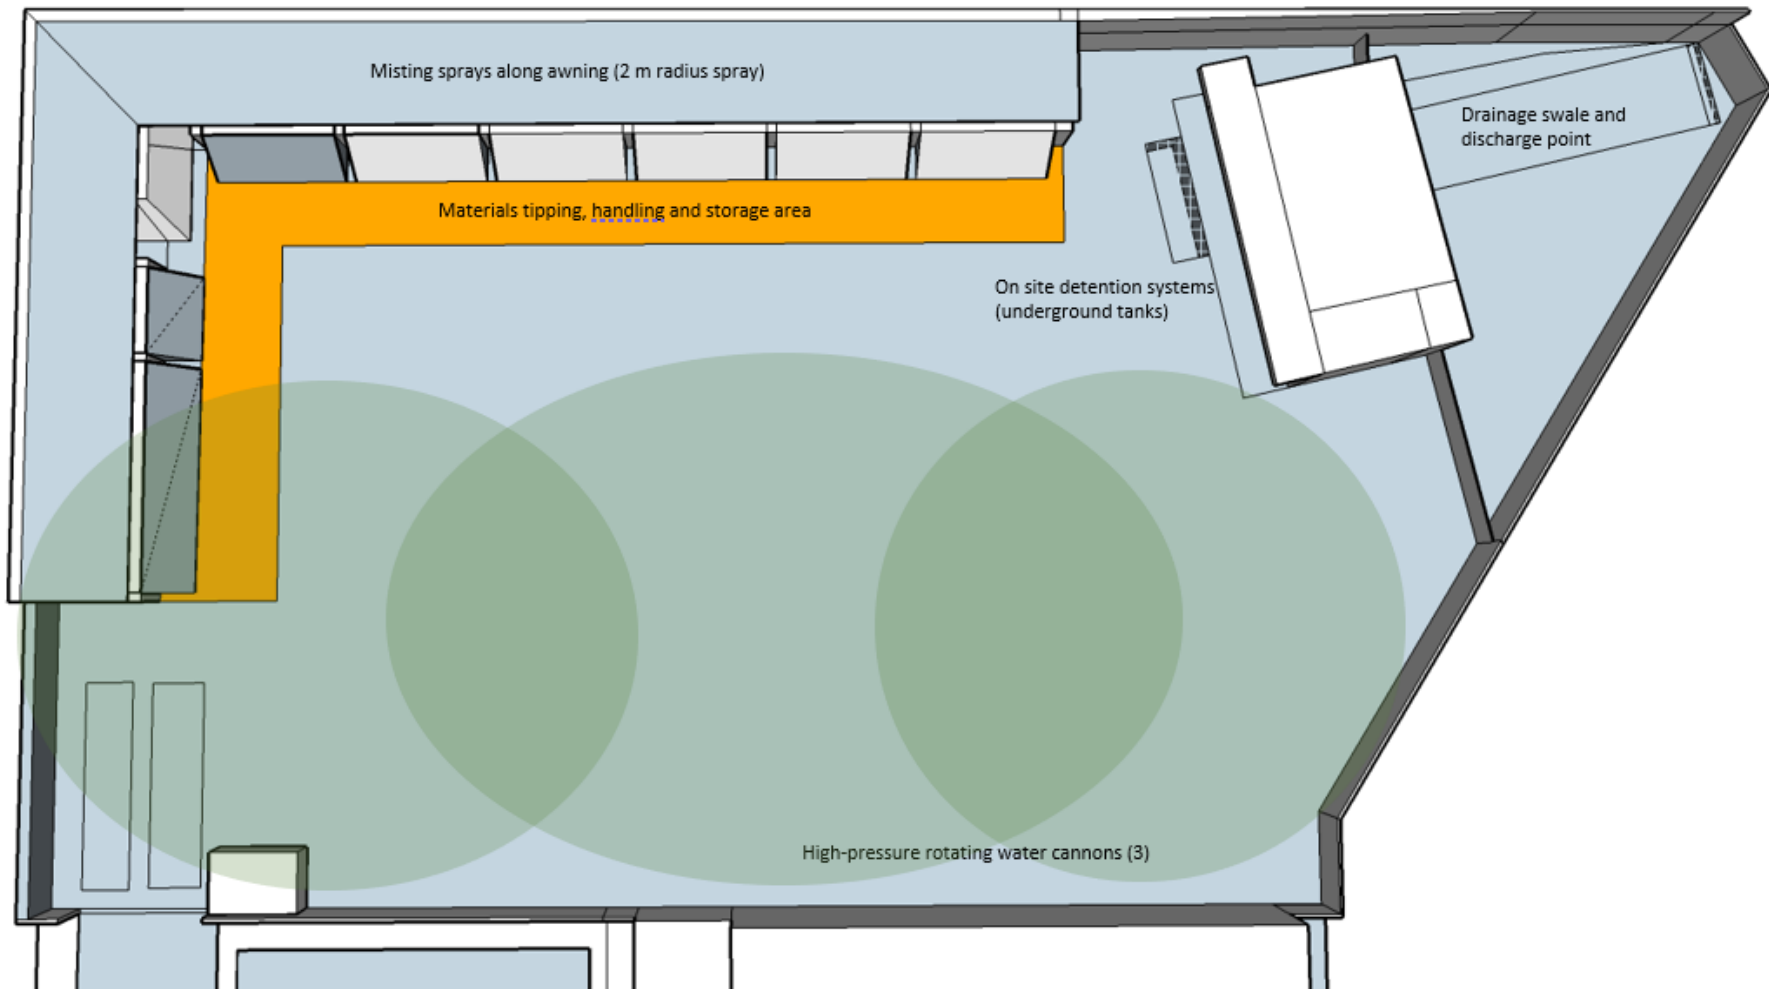 Misting sprays along awning (2 m radius spray)
Drainage swale and
discharge point
Materials tipping, handling and storage area
On site detention systems
(underground tanks)
High-pressure rotating water cannons (3)